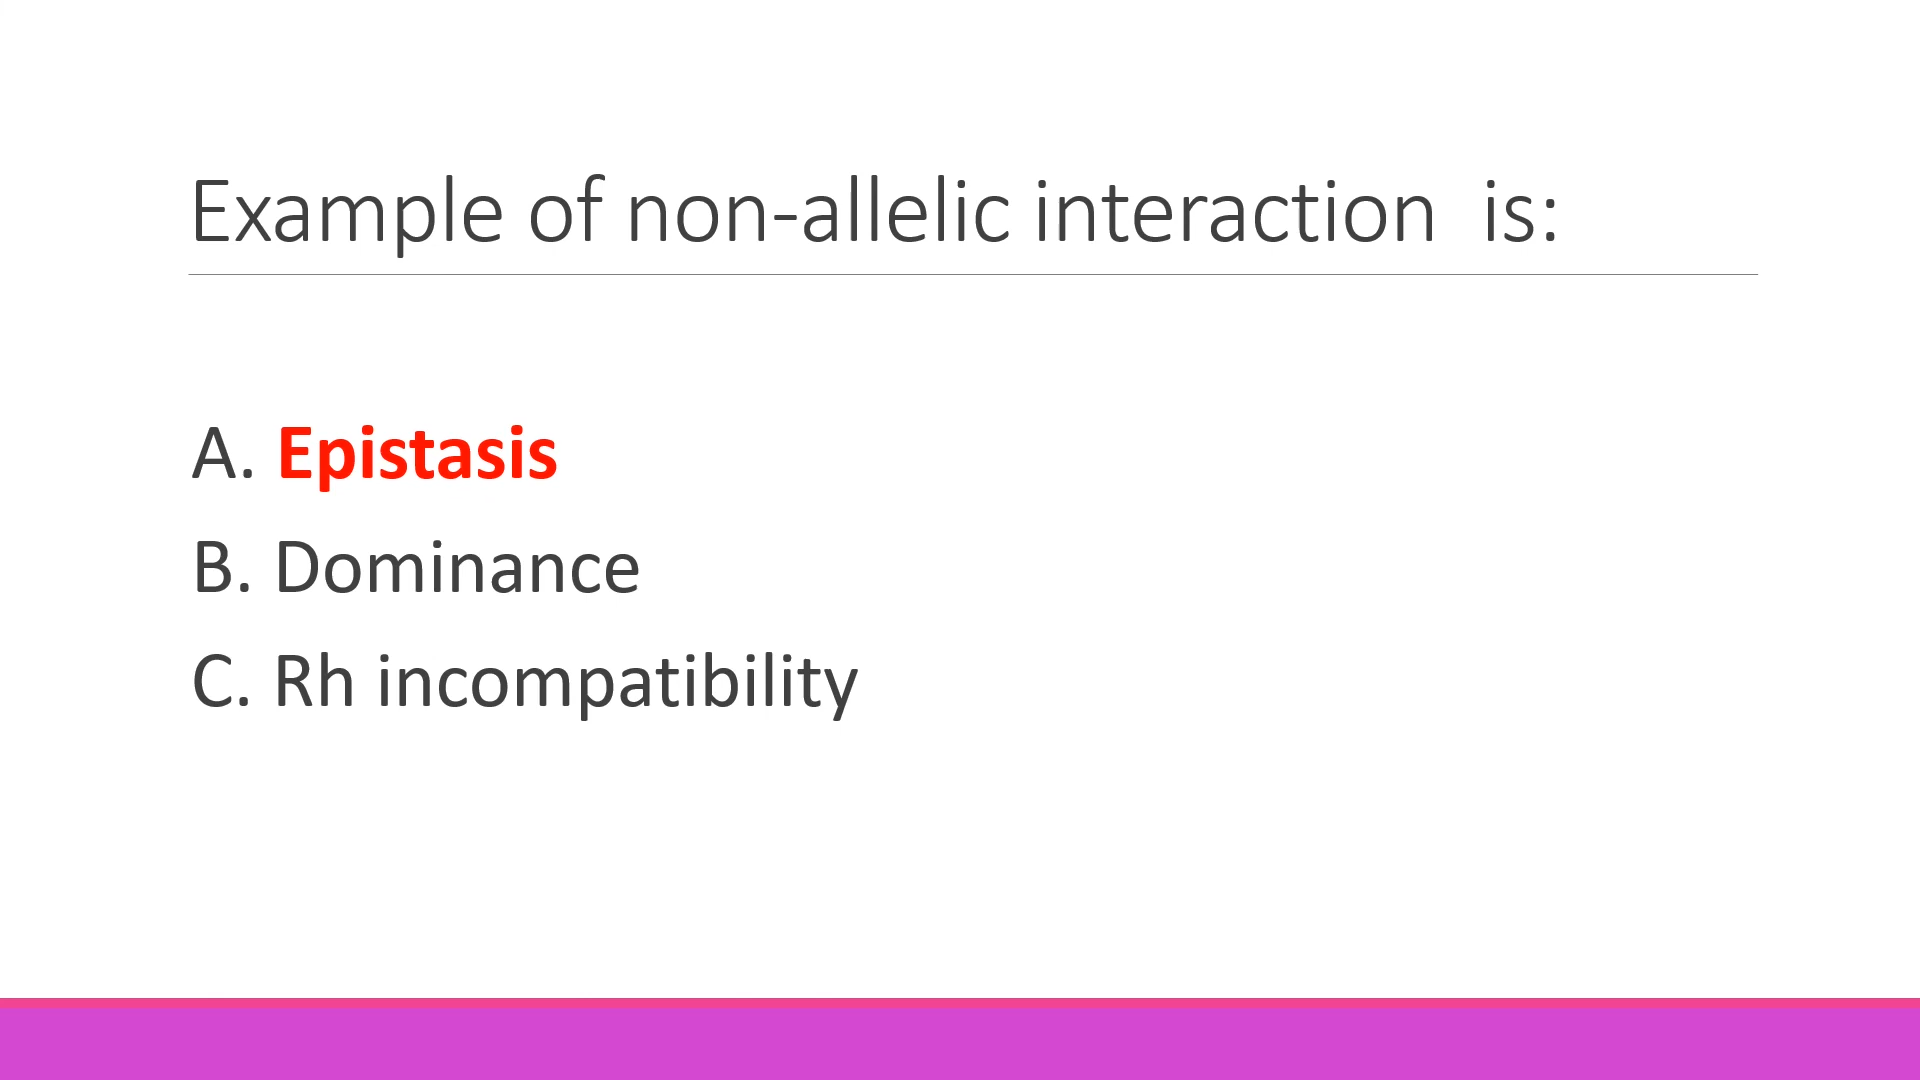 Example of non-allelic interaction  is:
A. Epistasis
B. Dominance
C. Rh incompatibility